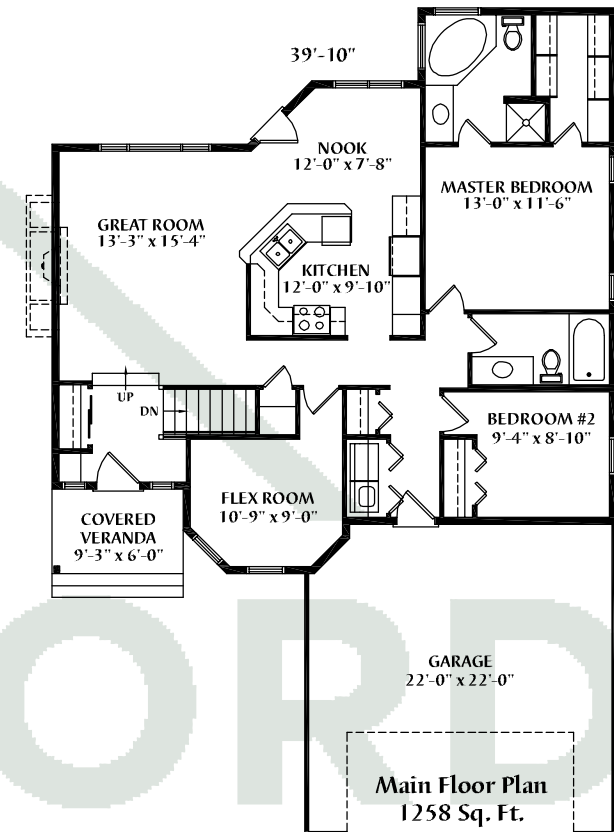 39'-10"
NOOK
12'-0" x 7'-8"
MASTER BEDROOM
13'-0" x 11'-6"
GREAT ROOM
13'-3" x 15'-4"
KITCHEN
12'-0" x 9'-10"
UP
DN
BEDROOM #2
9'-4" x 8'-10"
FLEX ROOM
10'-9" x 9'-0"
COVERED
VERANDA
9'-3" x 6'-0"
GARAGE
22'-0" x 22'-0"
Main Floor Plan
1258 Sq. Ft.
ORD